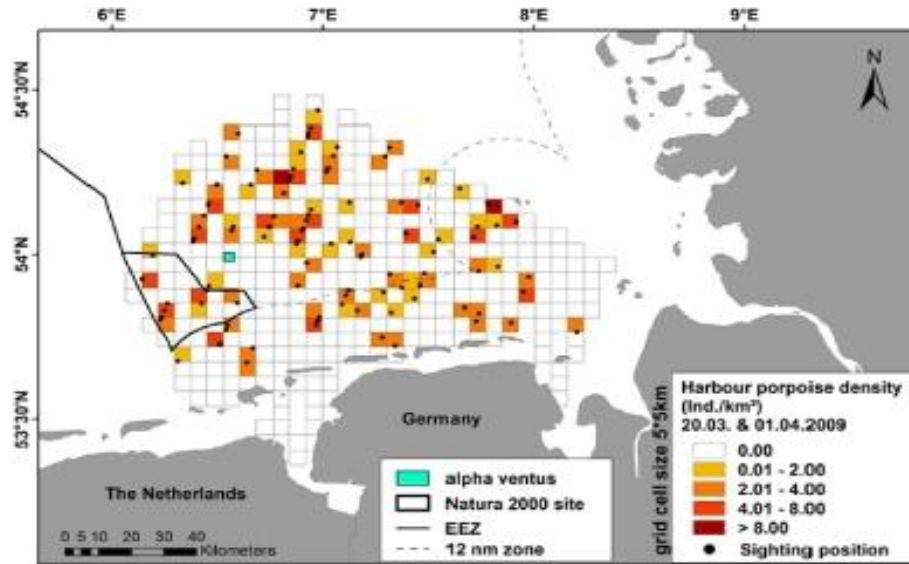 6°E
7°E
8°E
9°E
54°30'N
54°N
53°30'N
N
Germany
The Netherlands
0 5 10 20 30 40
Kilometers
alpha ventus
Natura 2000 site
EEZ
12 nm zone
grid cell size 5*5km
Harbour porpoise density
(Ind./km²)
20.03. & 01.04.2009
0.00
0.01 - 2.00
2.01 - 4.00
4.01 - 8.00
> 8.00
Sighting position